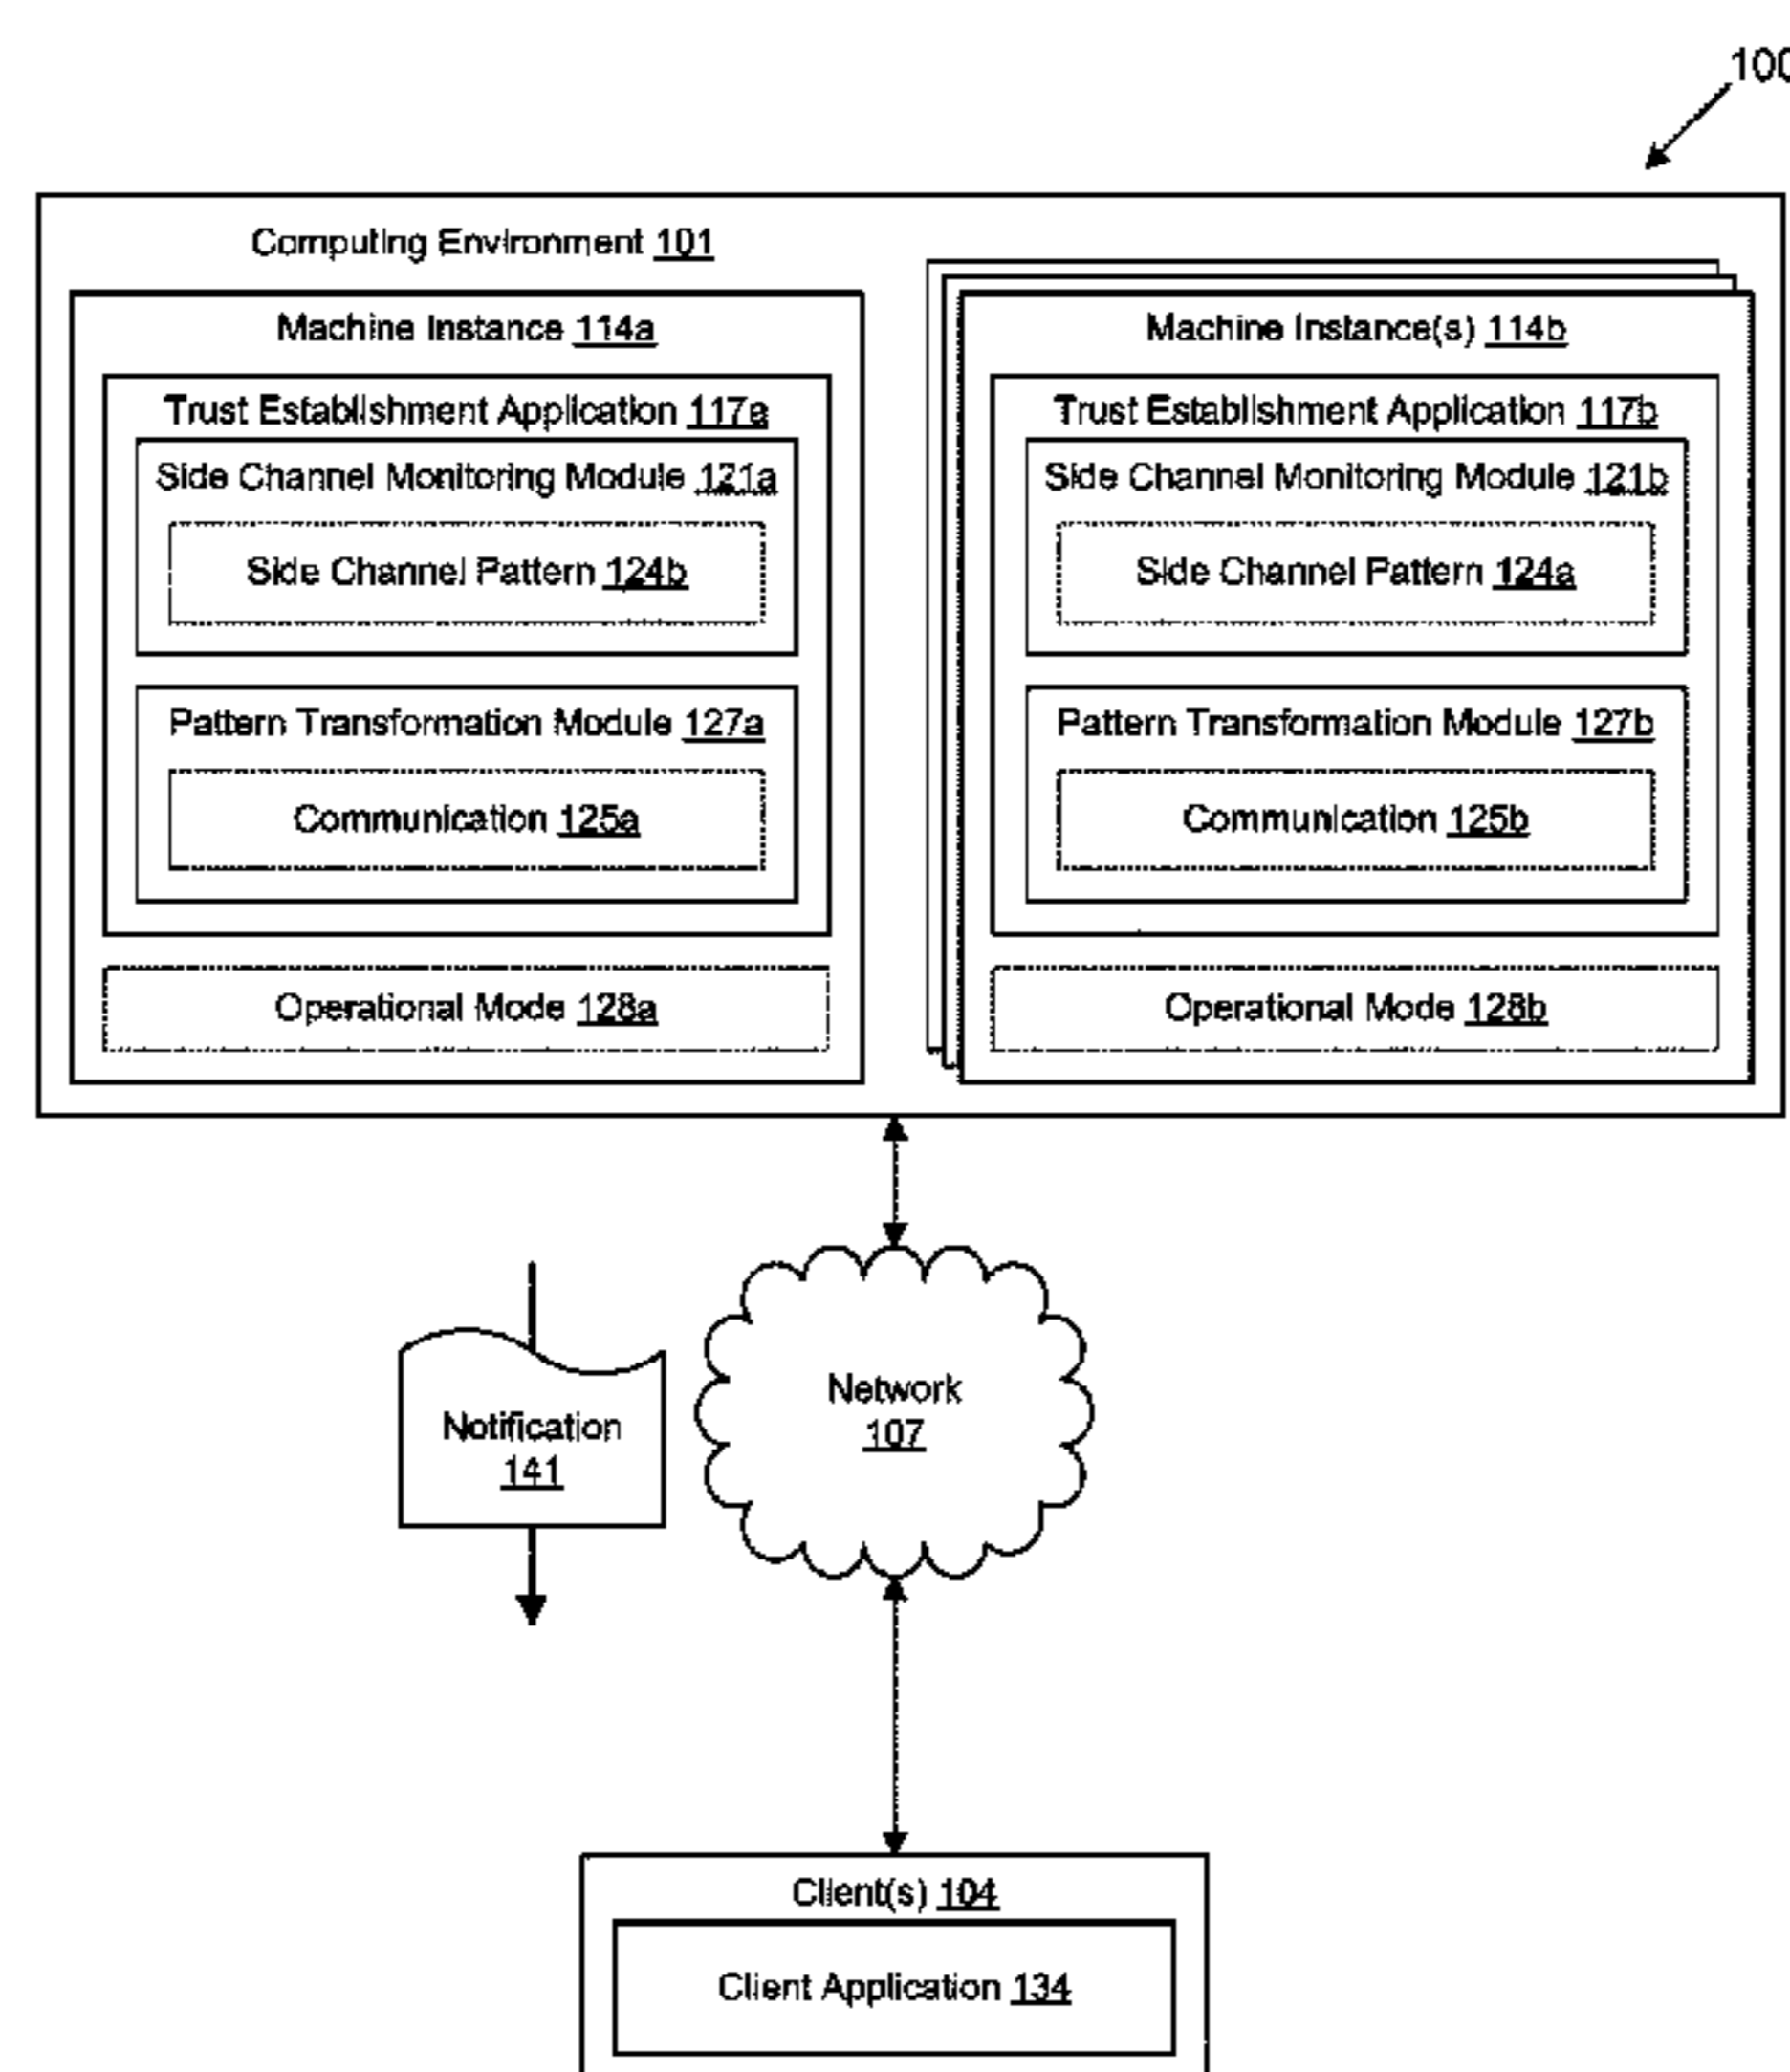 100
Computing Environment 101
Machine Instance 114a
Trust Establishment Application 117a
Side Channel Monitoring Module 121a
Side Channel Pattern 124b
Pattern Transformation Module 127a
Communication 125a
Operational Mode 128a
Machine Instance(s) 114b
Trust Establishment Application 117b
Side Channel Monitoring Module 121b
Side Channel Pattern 124a
Pattern Transformation Module 127b
Communication 125b
Operational Mode 128b
Notification
141
Network
107
Client(s) 104
Client Application 134